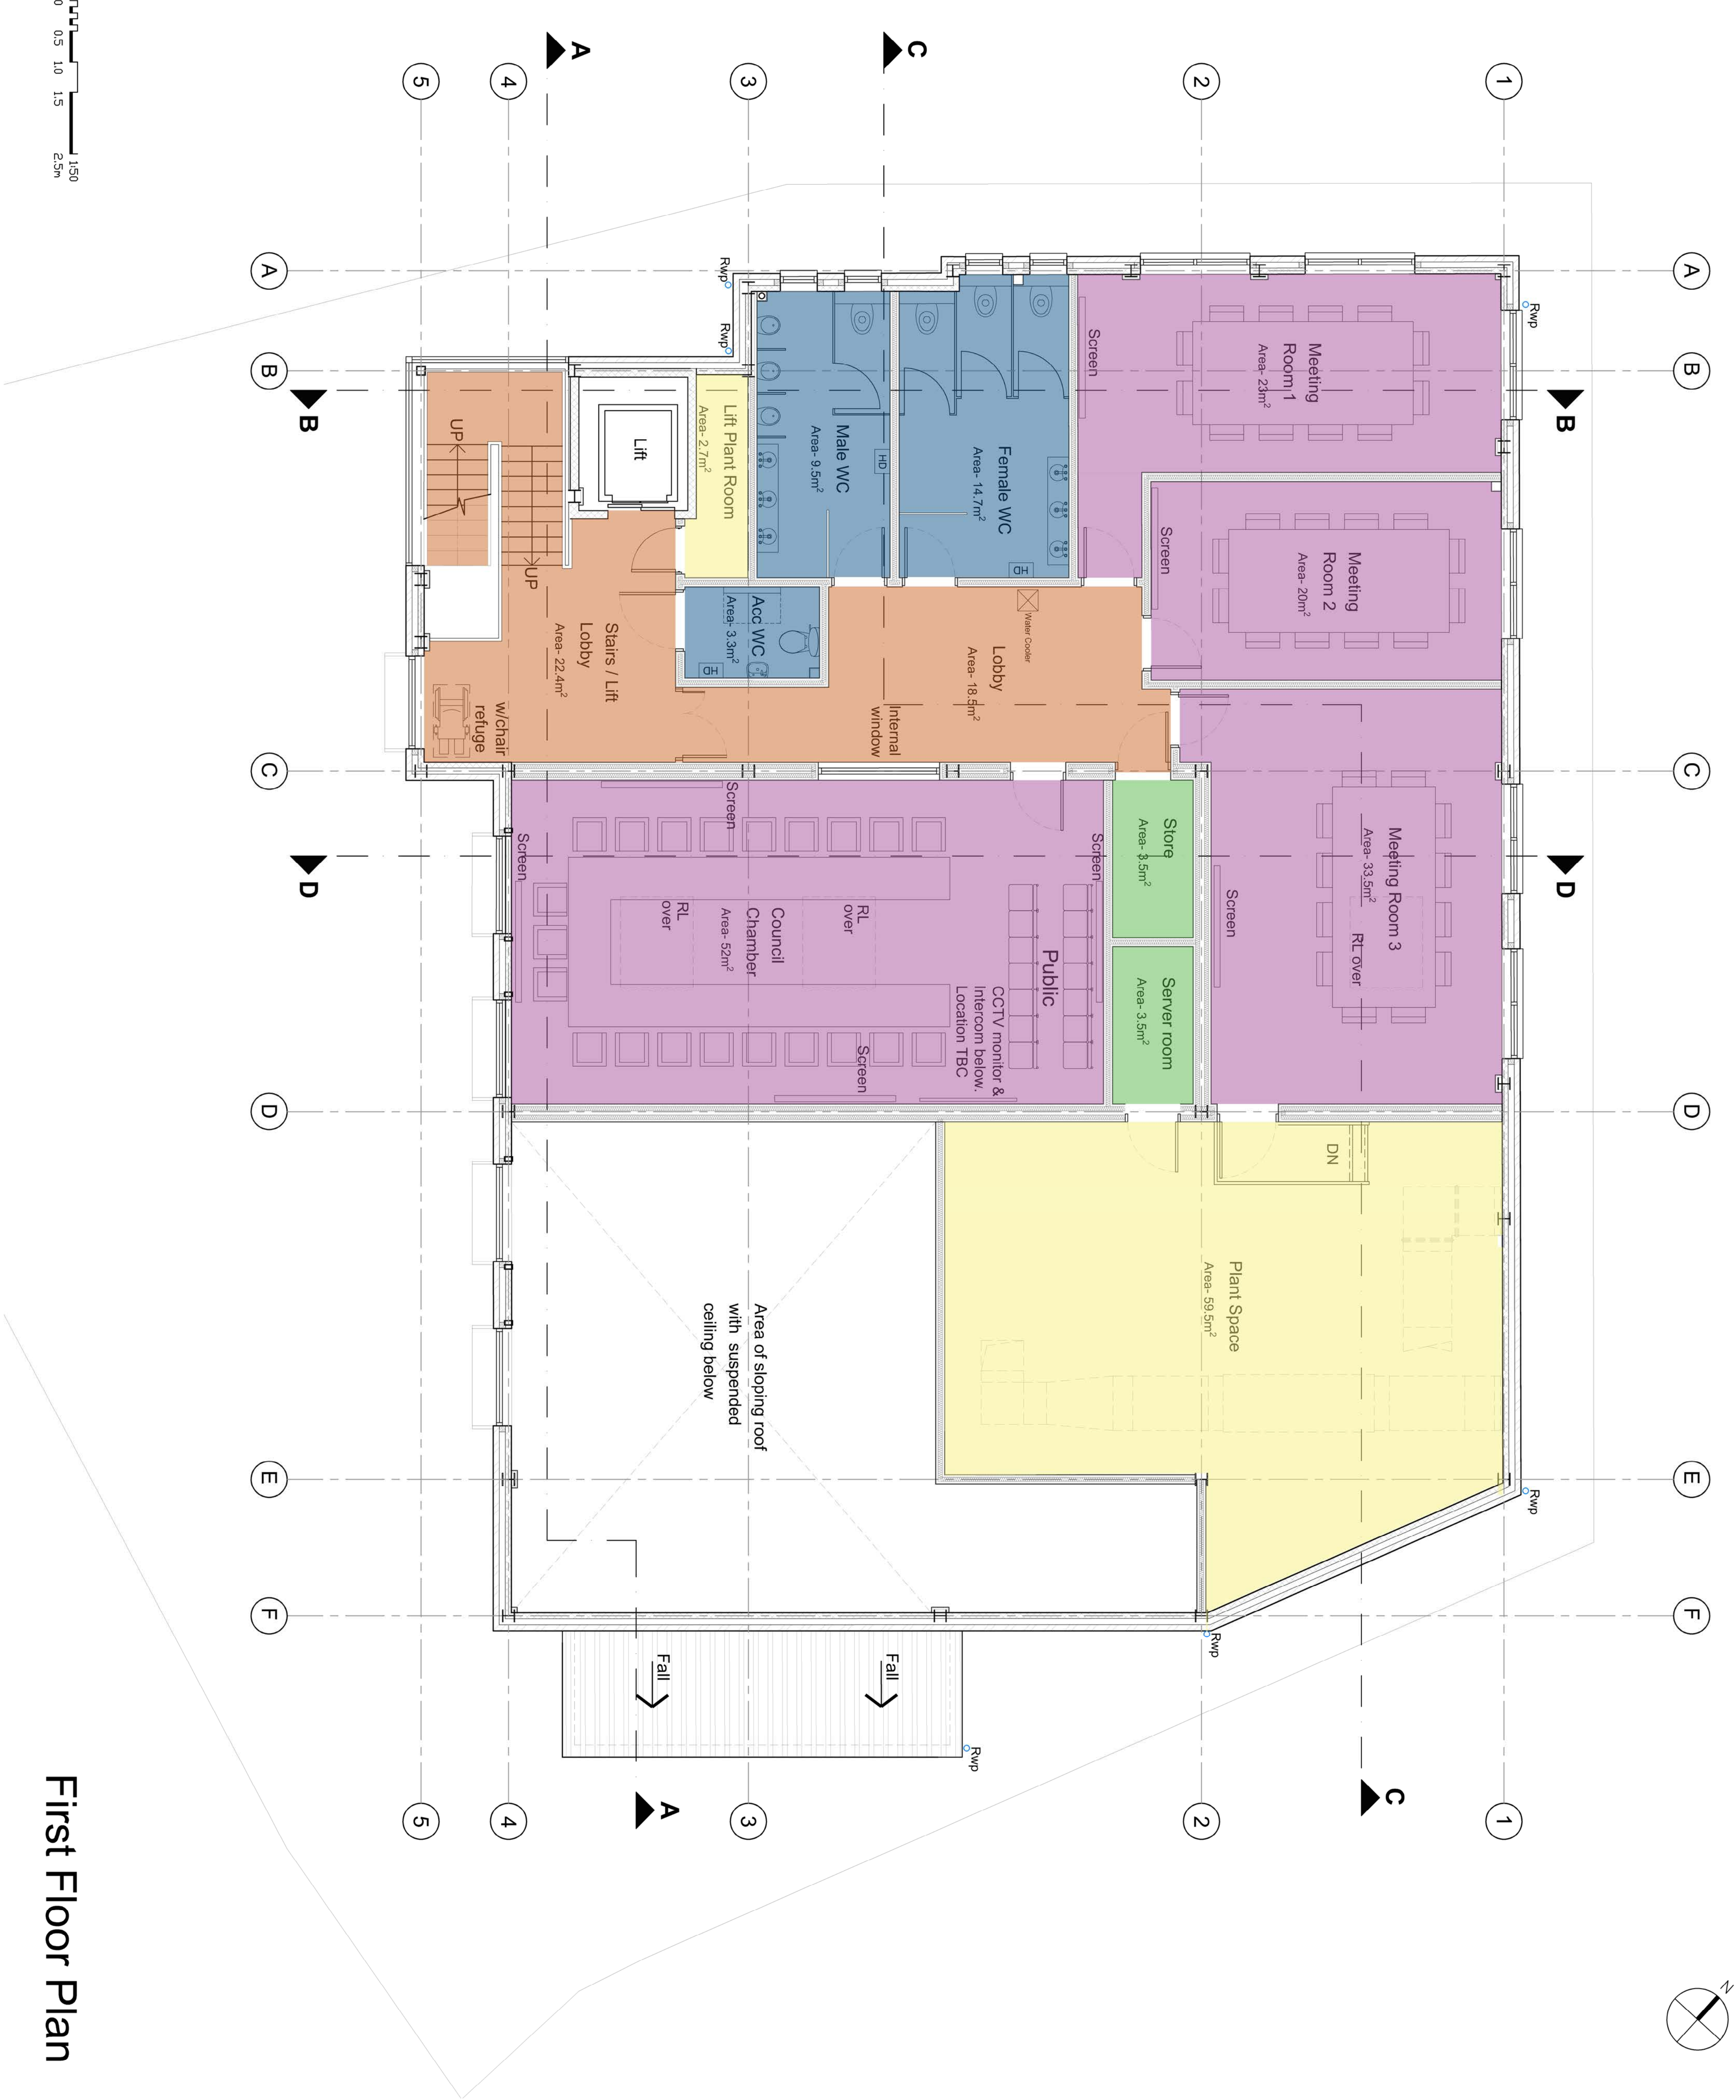 N
A
B
C
D
E
F
B
D
Rwp
Rwp
1
1
Meeting
Room 1
Area- 23m²
Screen
Meeting
Room 2
Area- 20m²
Screen
Meeting Room 3
Area- 33.5m²
RL over
Screen
DN
Plant Space
Area- 59.5m²
C
2
2
Rwp
Store
Area- 3.5m²
Server room
Area- 3.5m²
Female WC
Area- 14.7m²
HD
Water Cooler
Lobby
Area- 18.5m²
Screen
Public
CCTV monitor &
Intercom below.
Location TBC
Rwp
C
Male WC
Area- 9.5m²
HD
Internal
window
RL
over
Screen
Fall
3
3
Rwp
Rwp
Lift Plant Room
Area- 2.7m²
Acc WC
Area- 3.3m²
HD
Screen
Council
Chamber
Area- 52m²
RL
over
Area of sloping roof
with suspended
ceiling below
Lift
Stairs / Lift
Lobby
Area- 22.4m²
Fall
A
A
UP
UP
w/chair
refuge
Screen
4
4
5
5
B
D
A
B
C
D
E
F
1:50
0
0.5
1.0
1.5
2.5m
First Floor Plan